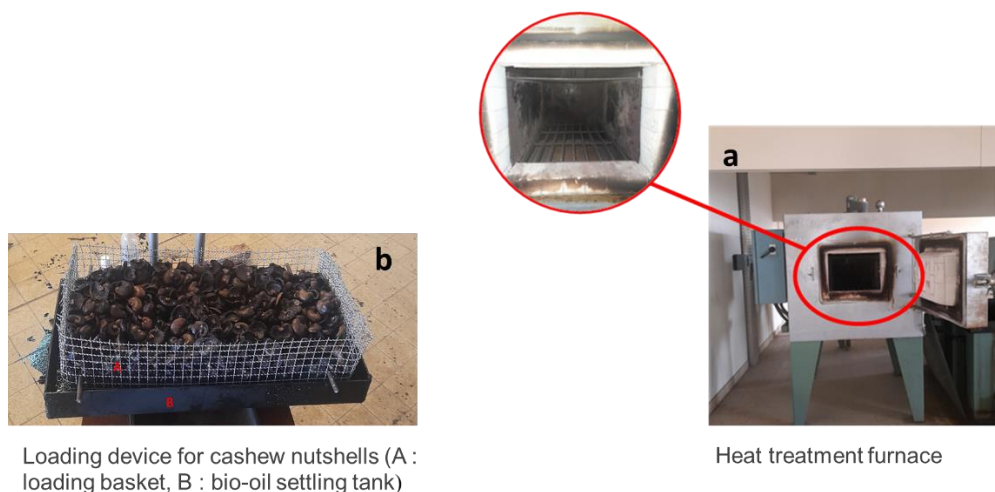 a
b
A
B
Loading device for cashew nutshells (A :
loading basket, B : bio-oil settling tank)
Heat treatment furnace